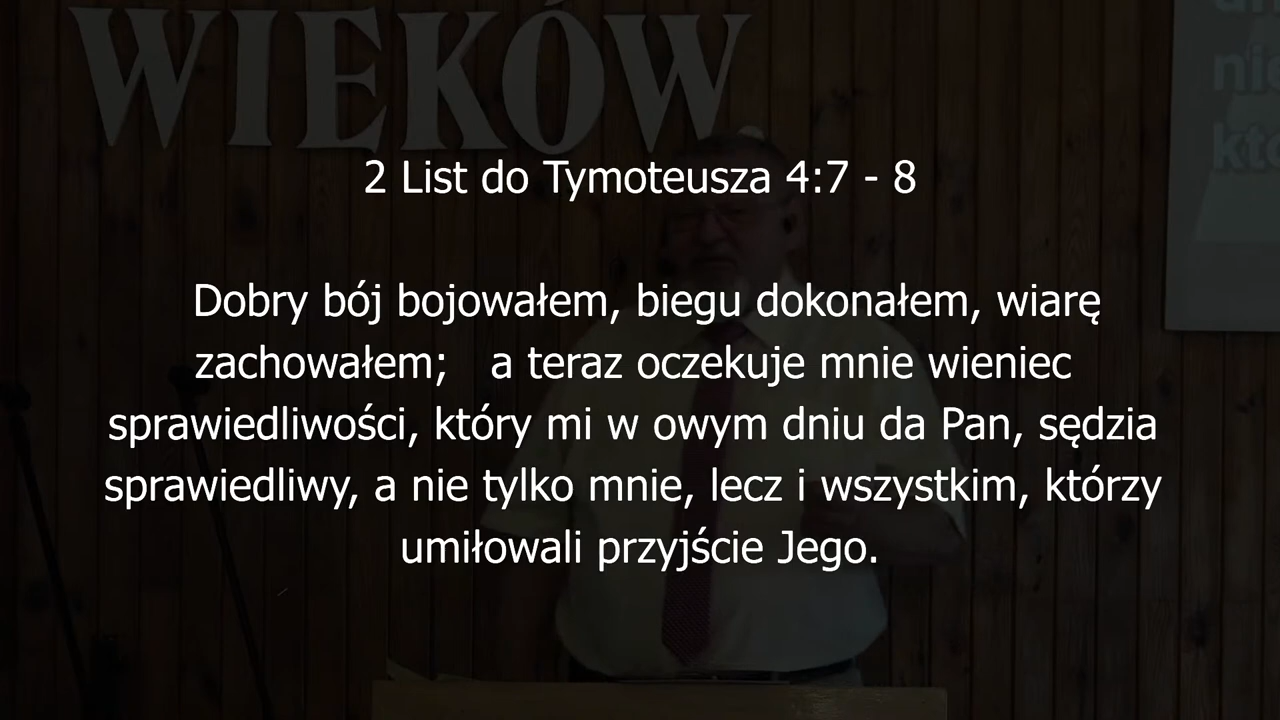 WIEKÓW
2 List do Tymoteusza 4:7 - 8
Dobry bój bojowałem, biegu dokonałem, wiarę
zachowałem; a teraz oczekuje mnie wieniec
sprawiedliwości, który mi w owym dniu da Pan, sędzia
sprawiedliwy, a nie tylko mnie, lecz i wszystkim, którzy
umiłowali przyjście Jego.